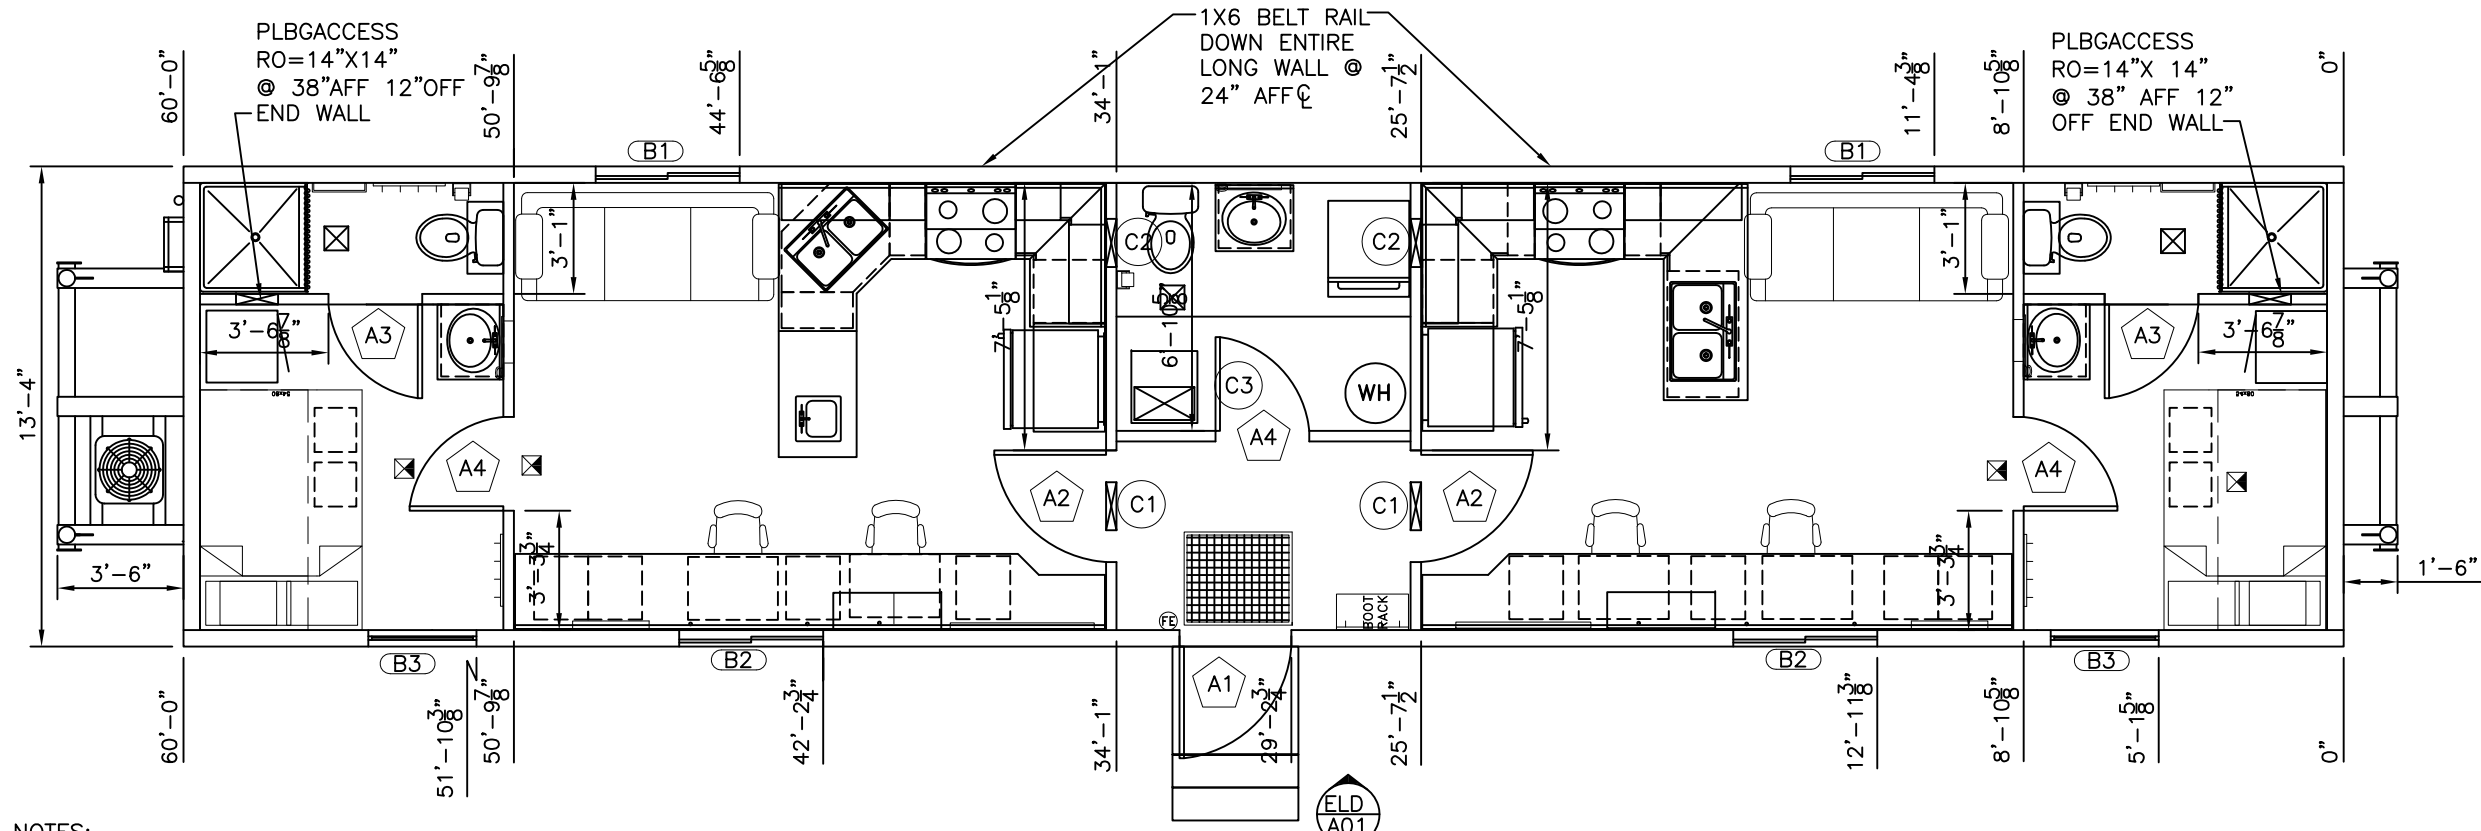 PLBGACCESS
RO=14"X14"
@ 38"AFF 12"OFF
END WALL
1X6 BELT RAIL
DOWN ENTIRE
LONG WALL @
24" AFF ℄
PLBGACCESS
RO=14"X 14"
@ 38" AFF 12"
OFF END WALL
60'-0"
50'-9 7/8"
44'-6 5/8"
34'-1"
25'-7 1/2"
11'-4 3/8"
8'-10 5/8"
0"
B1
B1
13'-4"
3'-1"
C2
C2
3'-1"
3'-6 7/8"
A3
7'-5 1/8"
6'-10 5/8"
7'-5 1/8"
A3
3'-6 7/8"
C3
WH
54x80
A4
A4
A4
A2
C1
C1
A2
3'-3 3/4"
3'-3 3/4"
3'-6"
1'-6"
FE
BOOT
RACK
B3
B2
B2
B3
A1
60'-0"
51'-10 3/8"
50'-9 7/8"
42'-2 3/4"
34'-1"
29'-2 3/4"
25'-7 1/2"
12'-11 3/8"
8'-10 5/8"
5'-1 5/8"
0"
ELD
A01
NOTES: